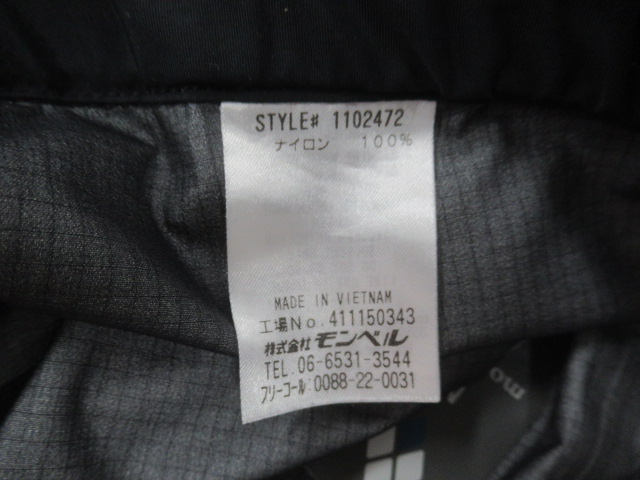 STYLE# 1102472
ナイロン 100%
MADE IN VIETNAM
工場No.411150343
株式会社 モンベル
TEL.06-6531-3544
フリーコール:0088-22-0031
mo